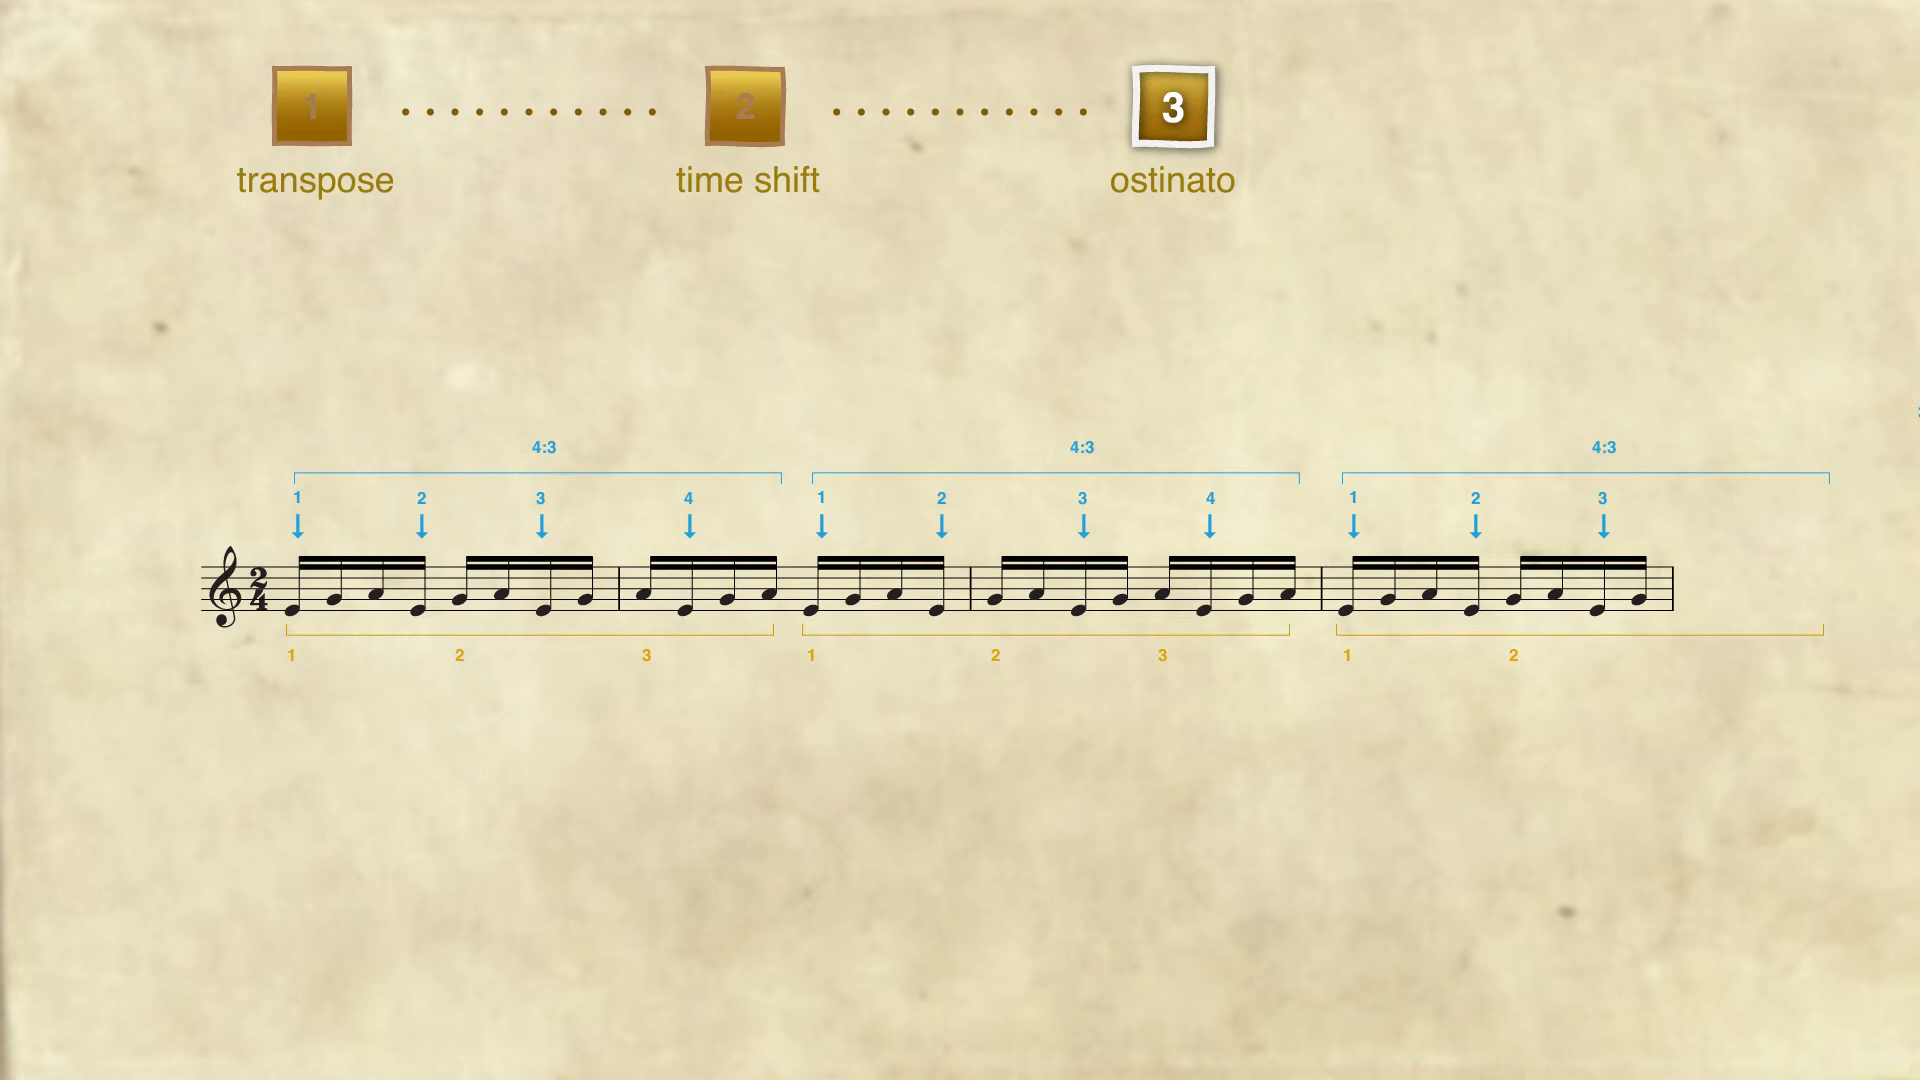 1 2 3
transpose time shift ostinato
4:3 4:3 4:3
1 2 3 4 1 2 3 4 1 2 3
2
4
1 2 3 1 2 3 1 2